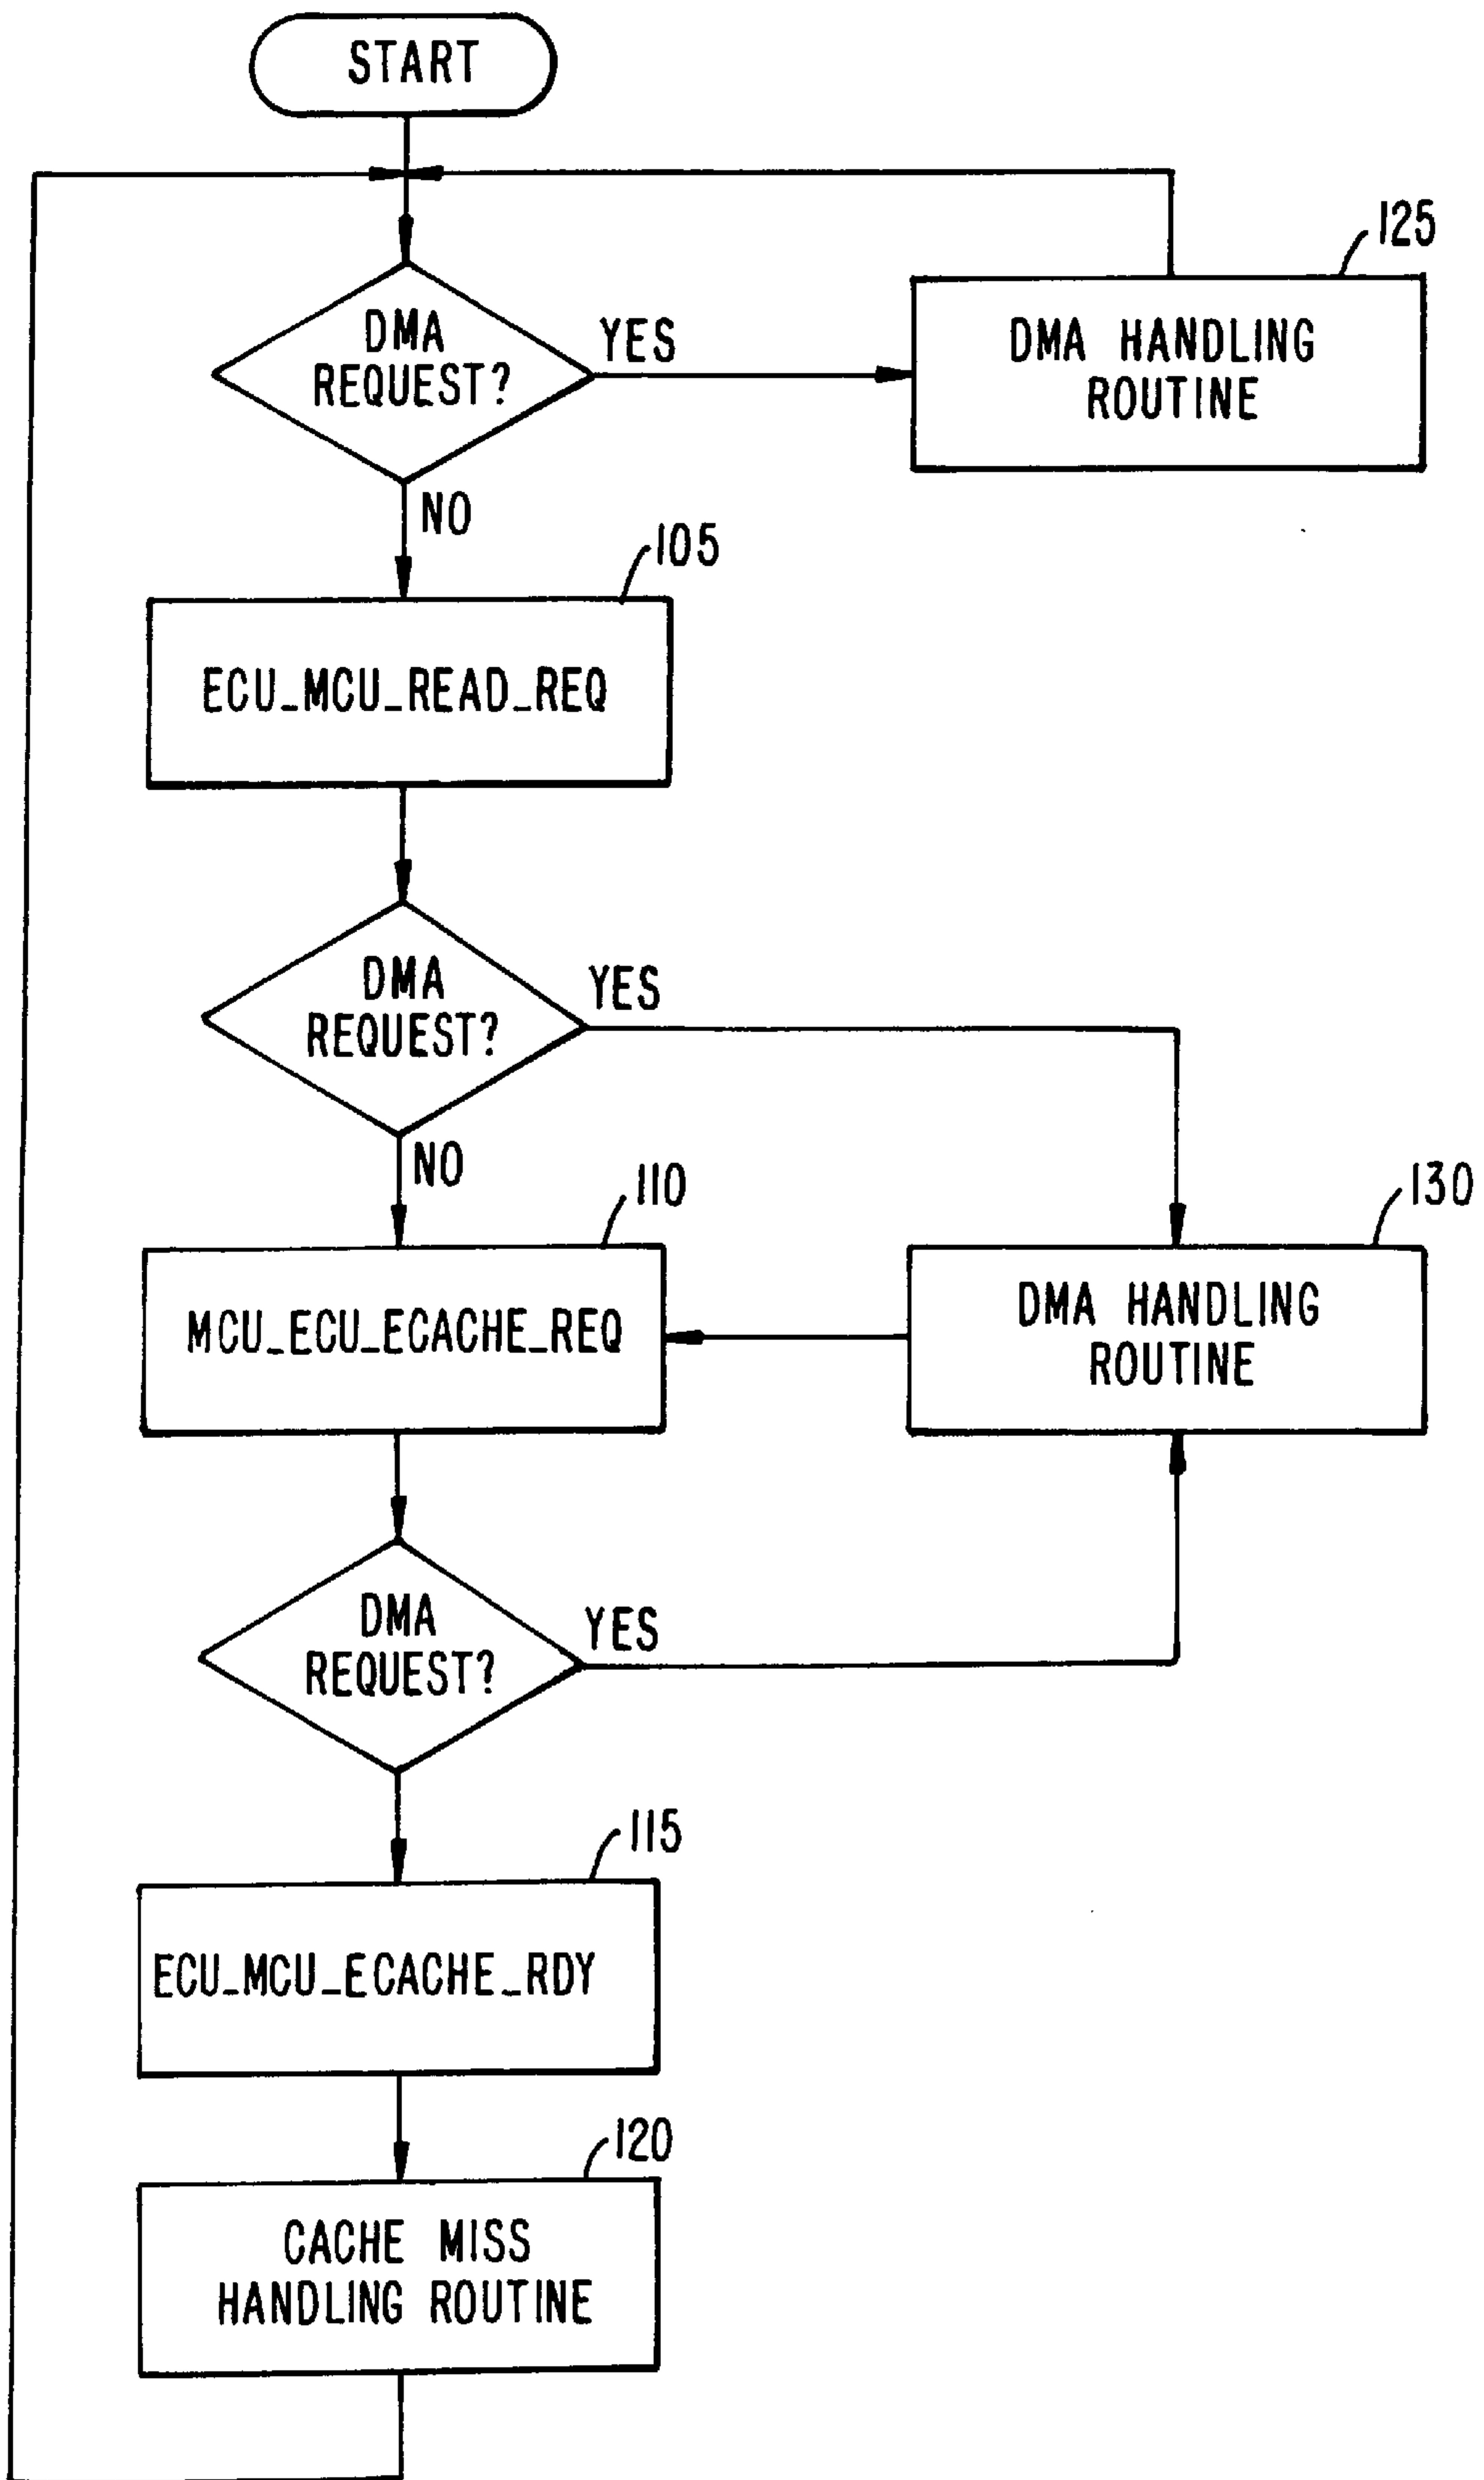 START
125
DMA
REQUEST?
YES
DMA HANDLING
ROUTINE
NO
105
ECU_MCU_READ_REQ
DMA
REQUEST?
YES
NO
110
130
MCU_ECU_ECACHE_REQ
DMA HANDLING
ROUTINE
DMA
REQUEST?
YES
115
ECU_MCU_ECACHE_RDY
120
CACHE MISS
HANDLING ROUTINE